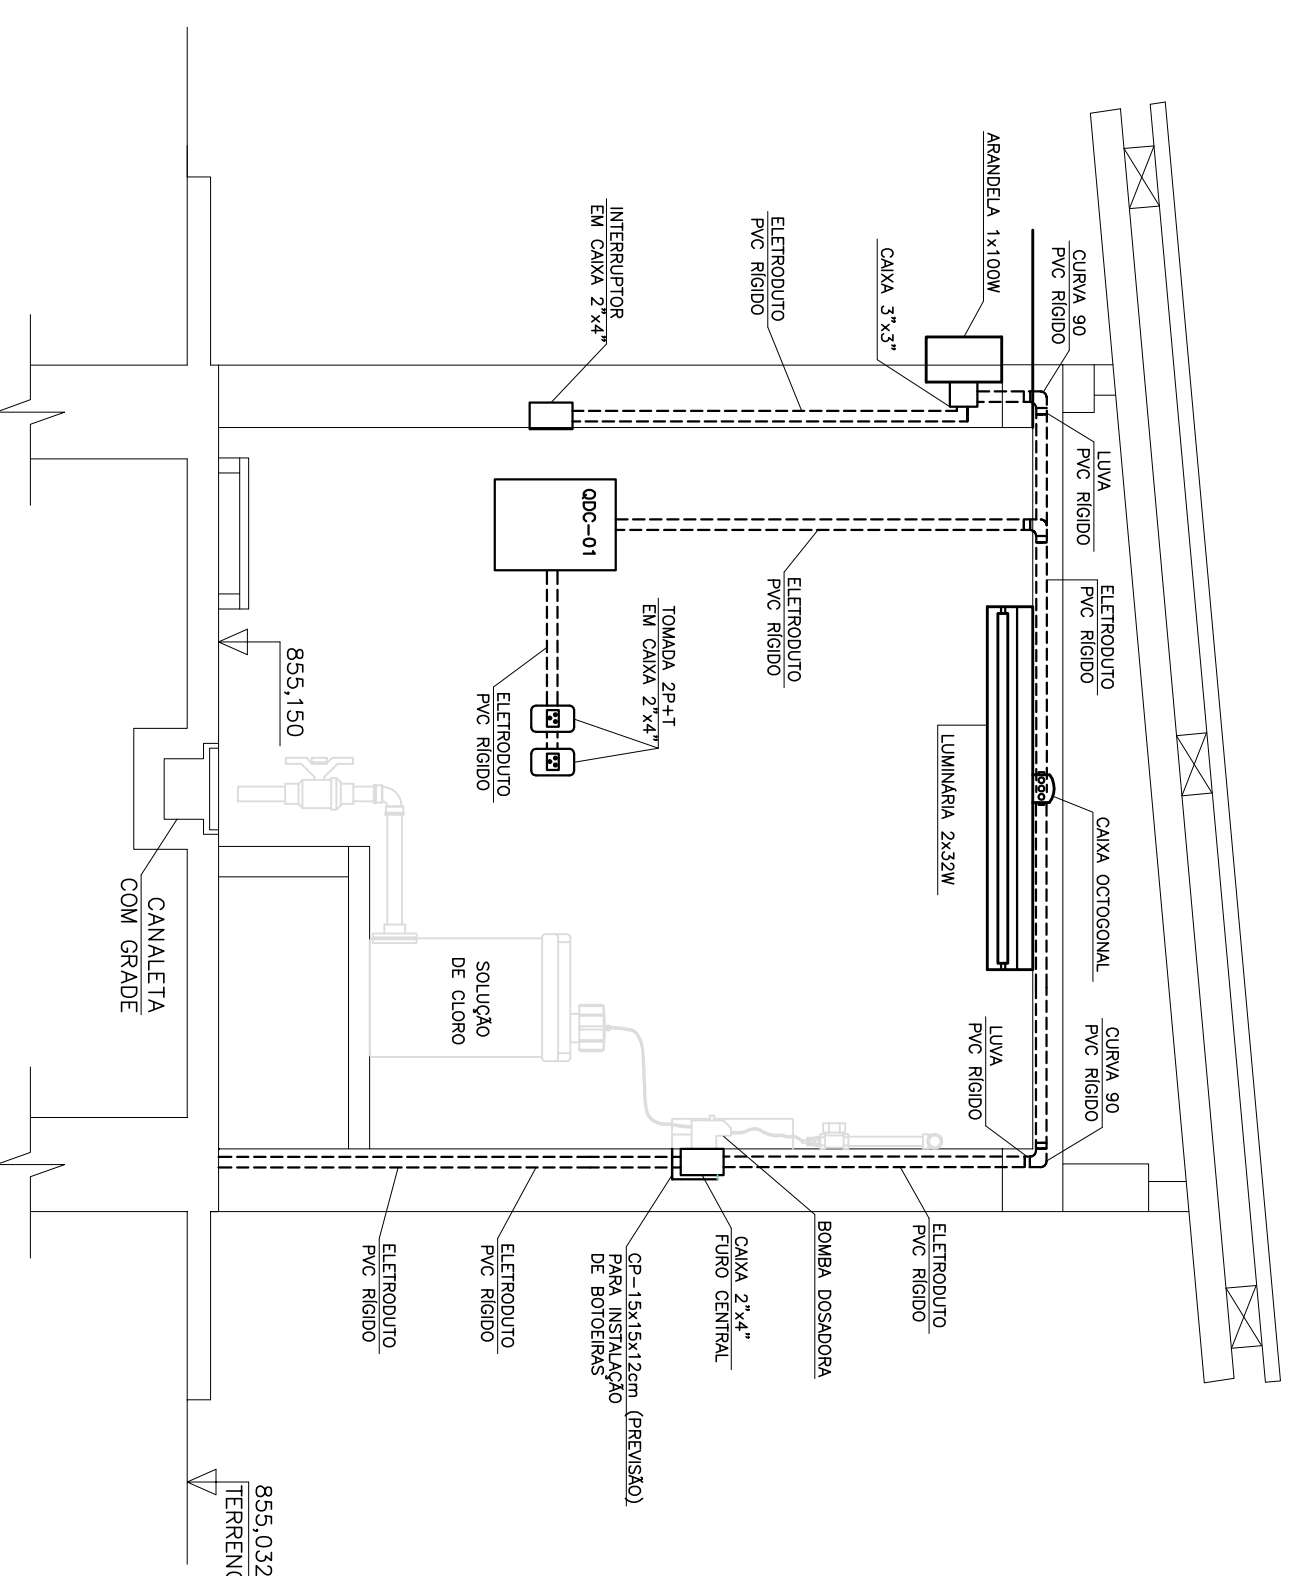 ARANDELA 1x100W
CURVA 90
PVC RÍGIDO
CAIXA 3"x3"
ELETRODUTO
PVC RÍGIDO
INTERRUPTOR
EM CAIXA 2"x4"
LUVA
PVC RÍGIDO
QDC-01
ELETRODUTO
PVC RÍGIDO
ELETRODUTO
PVC RÍGIDO
TOMADA 2P+T
EM CAIXA 2"x4"
ELETRODUTO
PVC RÍGIDO
855,150
LUMINÁRIA 2x32W
CAIXA OCTOGONAL
CANALETA
COM GRADE
SOLUÇÃO
DE CLORO
LUVA
PVC RÍGIDO
CURVA 90
PVC RÍGIDO
ELETRODUTO
PVC RÍGIDO
BOMBA DOSADORA
CAIXA 2"x4"
FURO CENTRAL
CP-15x15x12cm (PREVISÃO)
PARA INSTALAÇÃO
DE BOTOEIRAS
ELETRODUTO
PVC RÍGIDO
ELETRODUTO
PVC RÍGIDO
855,032